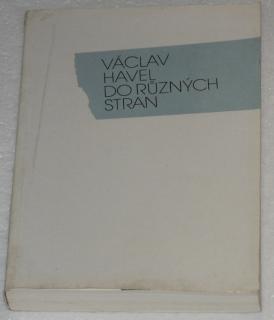 VÁCLAV
HAVEL
DO RŮZNÝCH
STRAN